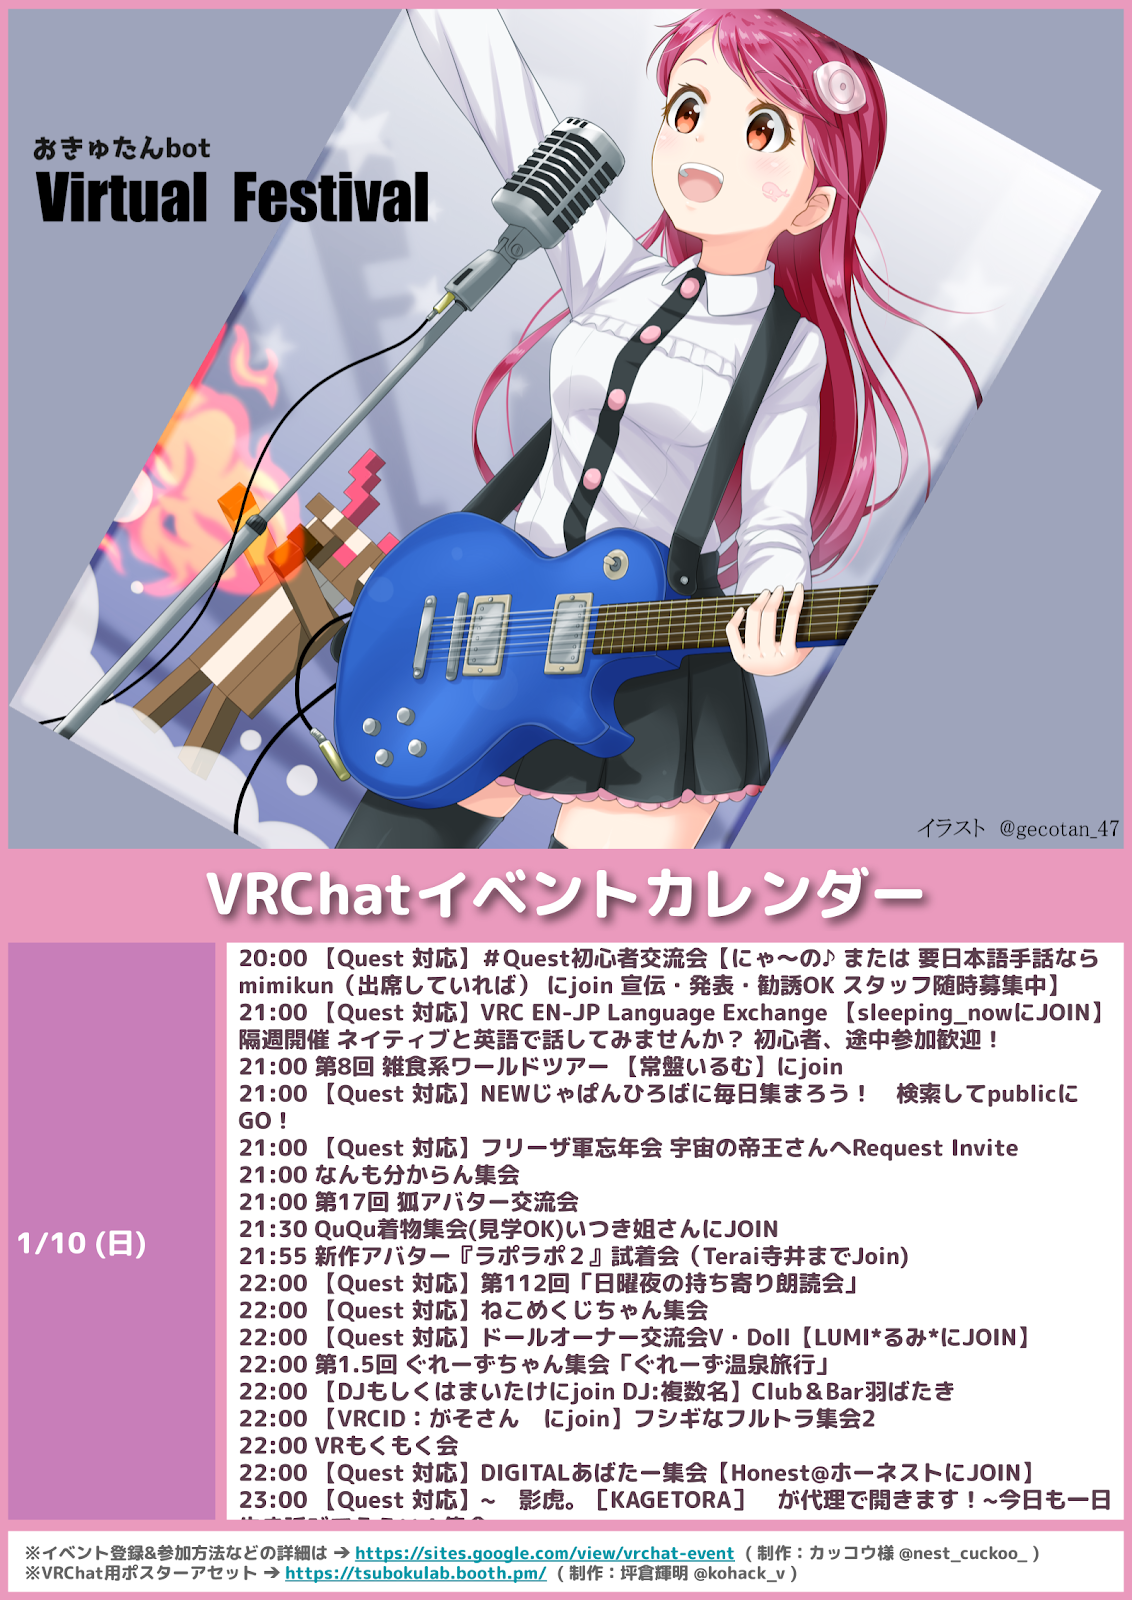 おきゅたんbot
Virtual Festival
イラスト @gecotan_47
VRChatイベントカレンダー
1/10 (日)
20:00 【Quest 対応】＃Quest初心者交流会【にゃ～の♪ または 要日本語手話なら
mimikun（出席していれば） にjoin 宣伝・発表・勧誘OK スタッフ随時募集中】
21:00 【Quest 対応】VRC EN-JP Language Exchange 【sleeping_nowにJOIN】
隔週開催 ネイティブと英語で話してみませんか？ 初心者、途中参加歓迎！
21:00 第8回 雑食系ワールドツアー 【常盤いるむ】にjoin
21:00 【Quest 対応】NEWじゃぱんひろばに毎日集まろう！　検索してpublicに
GO！
21:00 【Quest 対応】フリーザ軍忘年会 宇宙の帝王さんへRequest Invite
21:00 なんも分からん集会
21:00 第17回 狐アバター交流会
21:30 QuQu着物集会(見学OK)いつき姐さんにJOIN
21:55 新作アバター『ラポラポ２』試着会（Terai寺井までJoin)
22:00 【Quest 対応】第112回「日曜夜の持ち寄り朗読会」
22:00 【Quest 対応】ねこめくじちゃん集会
22:00 【Quest 対応】ドールオーナー交流会V・Doll【LUMI*るみ*にJOIN】
22:00 第1.5回 ぐれーずちゃん集会「ぐれーず温泉旅行」
22:00 【DJもしくはまいたけにjoin DJ:複数名】Club＆Bar羽ばたき
22:00 【VRCID：がそさん　にjoin】フシギなフルトラ集会2
22:00 VRもくもく会
22:00 【Quest 対応】DIGITALあばたー集会【Honest@ホーネストにJOIN】
23:00 【Quest 対応】~　影虎。［KAGETORA］　が代理で開きます！~今日も一日
※イベント登録&参加方法などの詳細は ➔ https://sites.google.com/view/vrchat-event ( 制作：カッコウ様 @nest_cuckoo_ )
※VRChat用ポスターアセット ➔ https://tsubokulab.booth.pm/ ( 制作：坪倉輝明 @kohack_v )